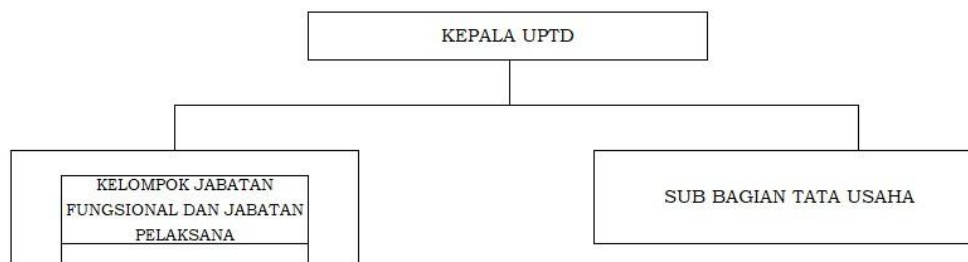 KEPALA UPTD
KELOMPOK JABATAN
FUNGSIONAL DAN JABATAN
PELAKSANA
SUB BAGIAN TATA USAHA